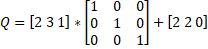 Q = [2 3 1] * [1 0 0
0 1 0
0 0 1] + [2 2 0]